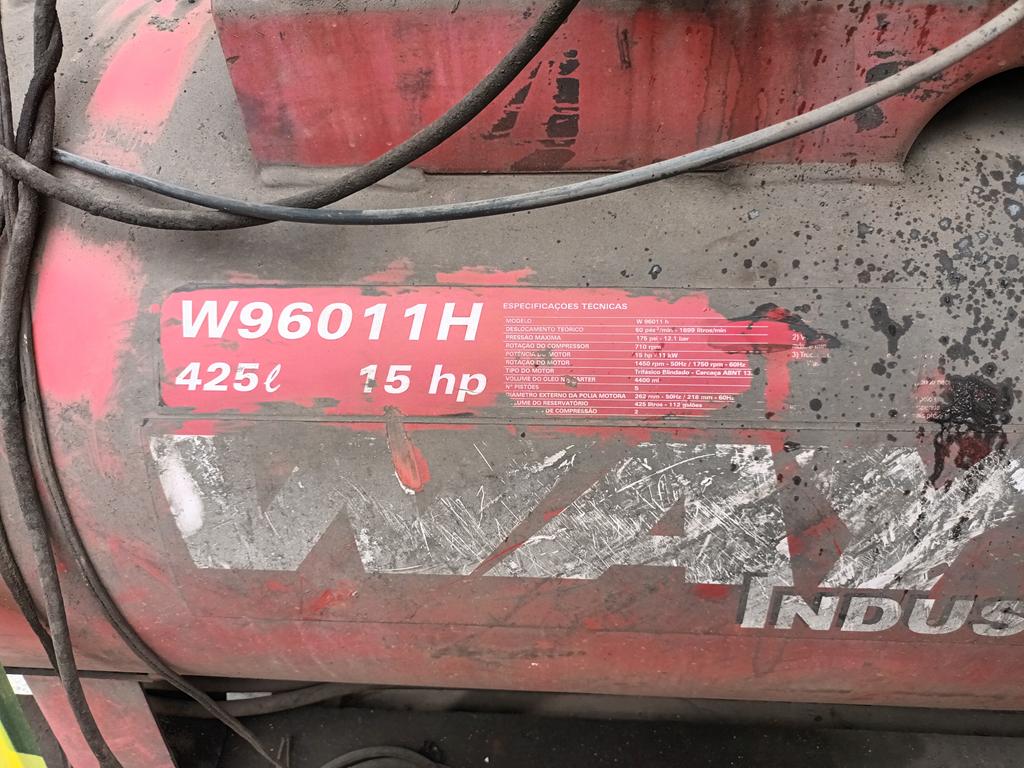 W96011H
425ℓ 15 hp
ESPECIFICAÇÕES TÉCNICAS
MODELO W 96011 h
DESLOCAMENTO TEÓRICO 60 pés³/min - 1699 litros/min
PRESSÃO MÁXIMA 175 psi - 12.1 bar
ROTAÇÃO DO COMPRESSOR 710 rpm
POTÊNCIA DO MOTOR 15 hp - 11 kW
ROTAÇÃO DO MOTOR 1450 rpm - 50Hz / 1750 rpm - 60Hz
TIPO DO MOTOR Trifásico Blindado - Carcaça ABNT 13
VOLUME DO ÓLEO NO CARTER 4400 ml
Nº PISTÕES 5
DIÂMETRO EXTERNO DA POLIA MOTORA 262 mm - 50Hz / 216 mm - 60Hz
VOLUME DO RESERVATÓRIO 425 litros - 112 galões
DE COMPRESSÃO 2
2) V
3)
WAY
INDUS